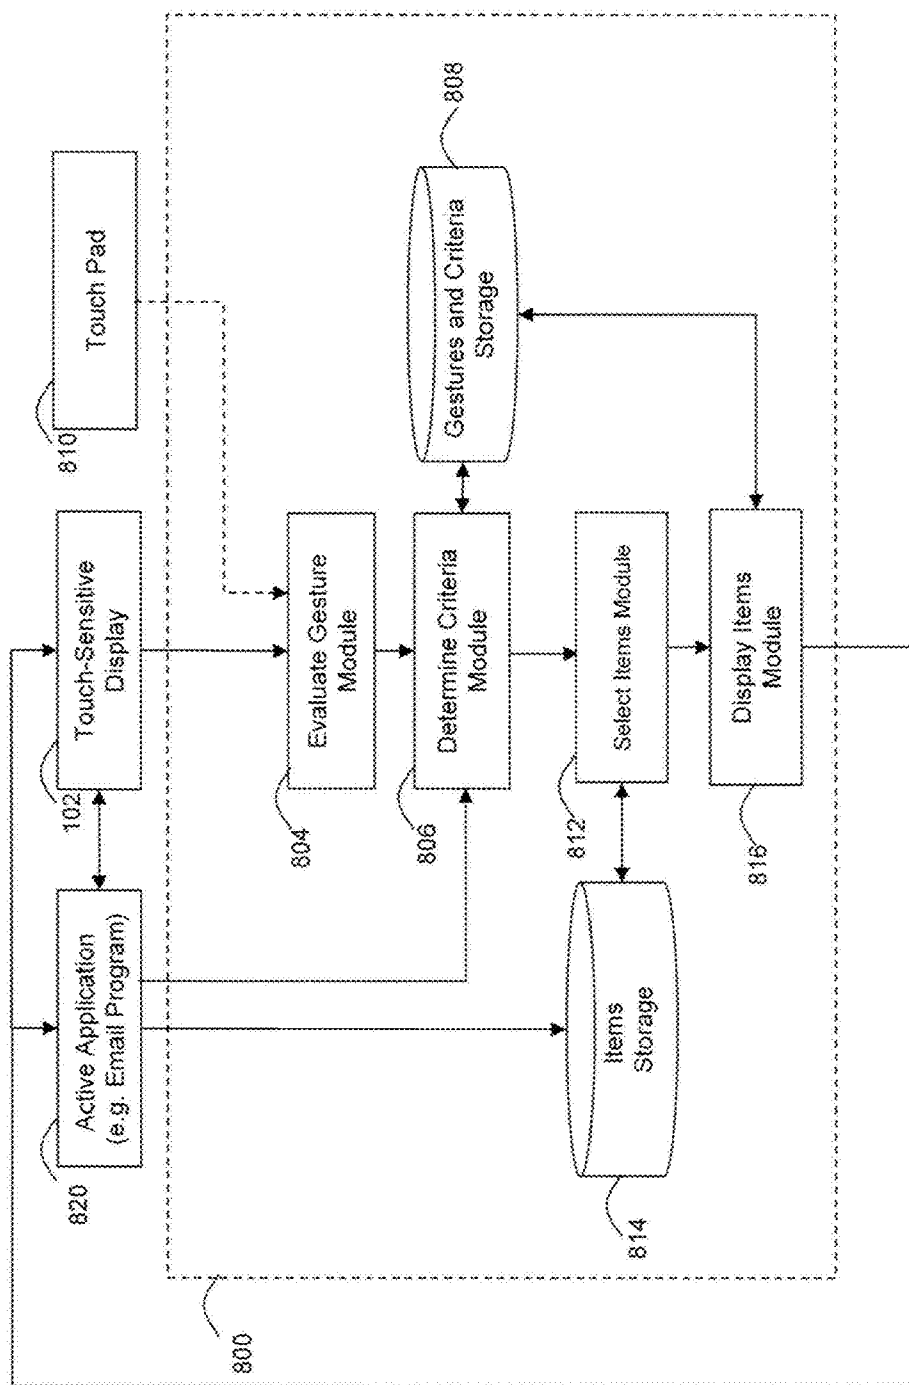 Active Application
(e.g. Email Program)
820
Touch-Sensitive
Display
102
Touch Pad
810
800
Evaluate Gesture
Module
804
Determine Criteria
Module
806
Gestures and Criteria
Storage
808
Items
Storage
814
Select Items Module
812
Display Items
Module
816